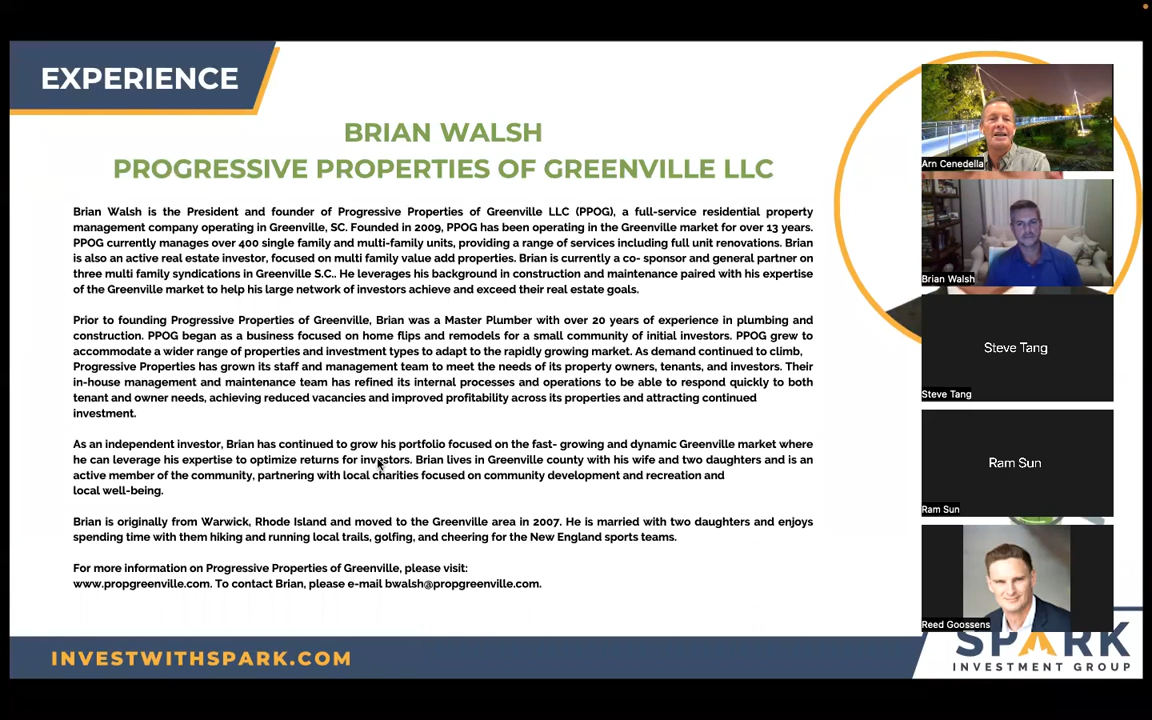 EXPERIENCE
BRIAN WALSH
PROGRESSIVE PROPERTIES OF GREENVILLE LLC
Brian Walsh is the President and founder of Progressive Properties of Greenville LLC (PPOG), a full-service residential property
management company operating in Greenville, SC. Founded in 2009, PPOG has been operating in the Greenville market for over 13 years.
PPOG currently manages over 400 single family and multi-family units, providing a range of services including full unit renovations. Brian
is also an active real estate investor, focused on multi family value add properties. Brian is currently a co- sponsor and general partner on
three multi family syndications in Greenville S.C.. He leverages his background in construction and maintenance paired with his expertise
of the Greenville market to help his large network of investors achieve and exceed their real estate goals.
Prior to founding Progressive Properties of Greenville, Brian was a Master Plumber with over 20 years of experience in plumbing and
construction. PPOG began as a business focused on home flips and remodels for a small community of initial investors. PPOG grew to
accommodate a wider range of properties and investment types to adapt to the rapidly growing market. As demand continued to climb,
Progressive Properties has grown its staff and management team to meet the needs of its property owners, tenants, and investors. Their
in-house management and maintenance team has refined its internal processes and operations to be able to respond quickly to both
tenant and owner needs, achieving reduced vacancies and improved profitability across its properties and attracting continued
investment.
As an independent investor, Brian has continued to grow his portfolio focused on the fast- growing and dynamic Greenville market where
he can leverage his expertise to optimize returns for investors. Brian lives in Greenville county with his wife and two daughters and is an
active member of the community, partnering with local charities focused on community development and recreation and
local well-being.
Brian is originally from Warwick, Rhode Island and moved to the Greenville area in 2007. He is married with two daughters and enjoys
spending time with them hiking and running local trails, golfing, and cheering for the New England sports teams.
For more information on Progressive Properties of Greenville, please visit:
www.propgreenville.com. To contact Brian, please e-mail bwalsh@propgreenville.com.
INVESTWITHSPARK.COM
Arn Cenedella
Brian Walsh
Steve Tang
Steve Tang
Ram Sun
Ram Sun
Reed Goossens
SPARK
INVESTMENT GROUP